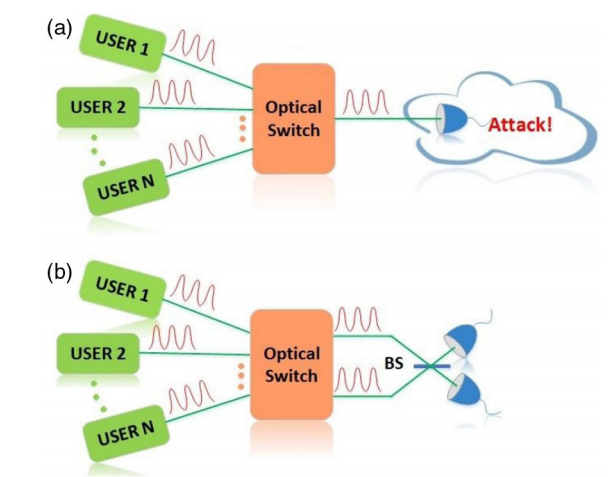 (a)
USER 1
USER 2
USER N
Optical
Switch
Attack!
(b)
USER 1
USER 2
USER N
Optical
Switch
BS